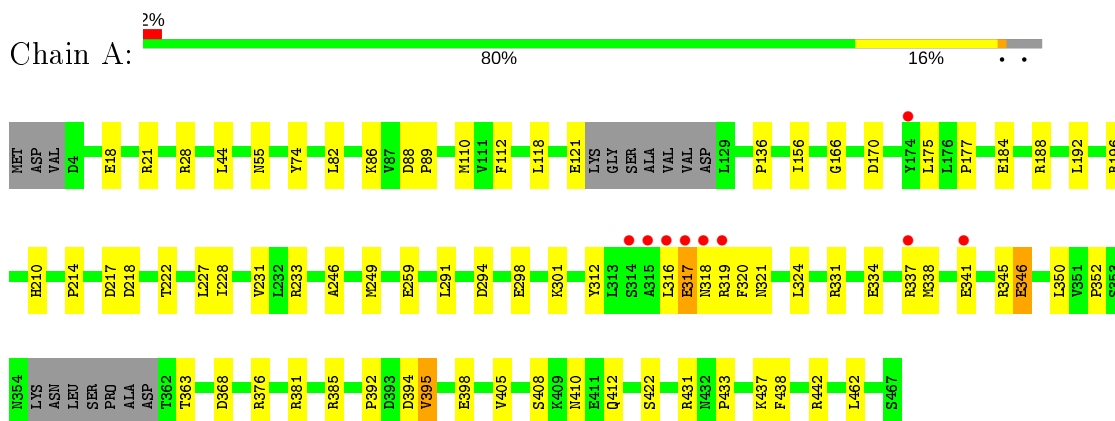 2%
Chain A:
80% 16% • •
MET ASP VAL D4 E18 R21 R28 L44 N55 Y74 L82 K86 V87 D88 P89 M110 V111 F112 L118 E121 LYS GLY SER ALA VAL VAL ASP L129 P136 I156 G166 D170 Y174 L175 L176 P177 E184 R188 L192 R196
H210 P214 D217 D218 T222 L227 I228 V231 L232 R233 A246 M249 E259 L291 D294 E298 K301 Y312 L313 S314 A315 L316 E317 N318 R319 F320 N321 L324 R331 E334 R337 M338 E341 R345 E346 L350 V351 P352 S353
N354 LYS ASN LEU SER PRO ALA ASP T362 T363 D368 R376 R381 R385 P392 D393 D394 V395 E398 V405 S408 K409 N410 E411 Q412 S422 R431 N432 P433 K437 F438 R442 L462 S467